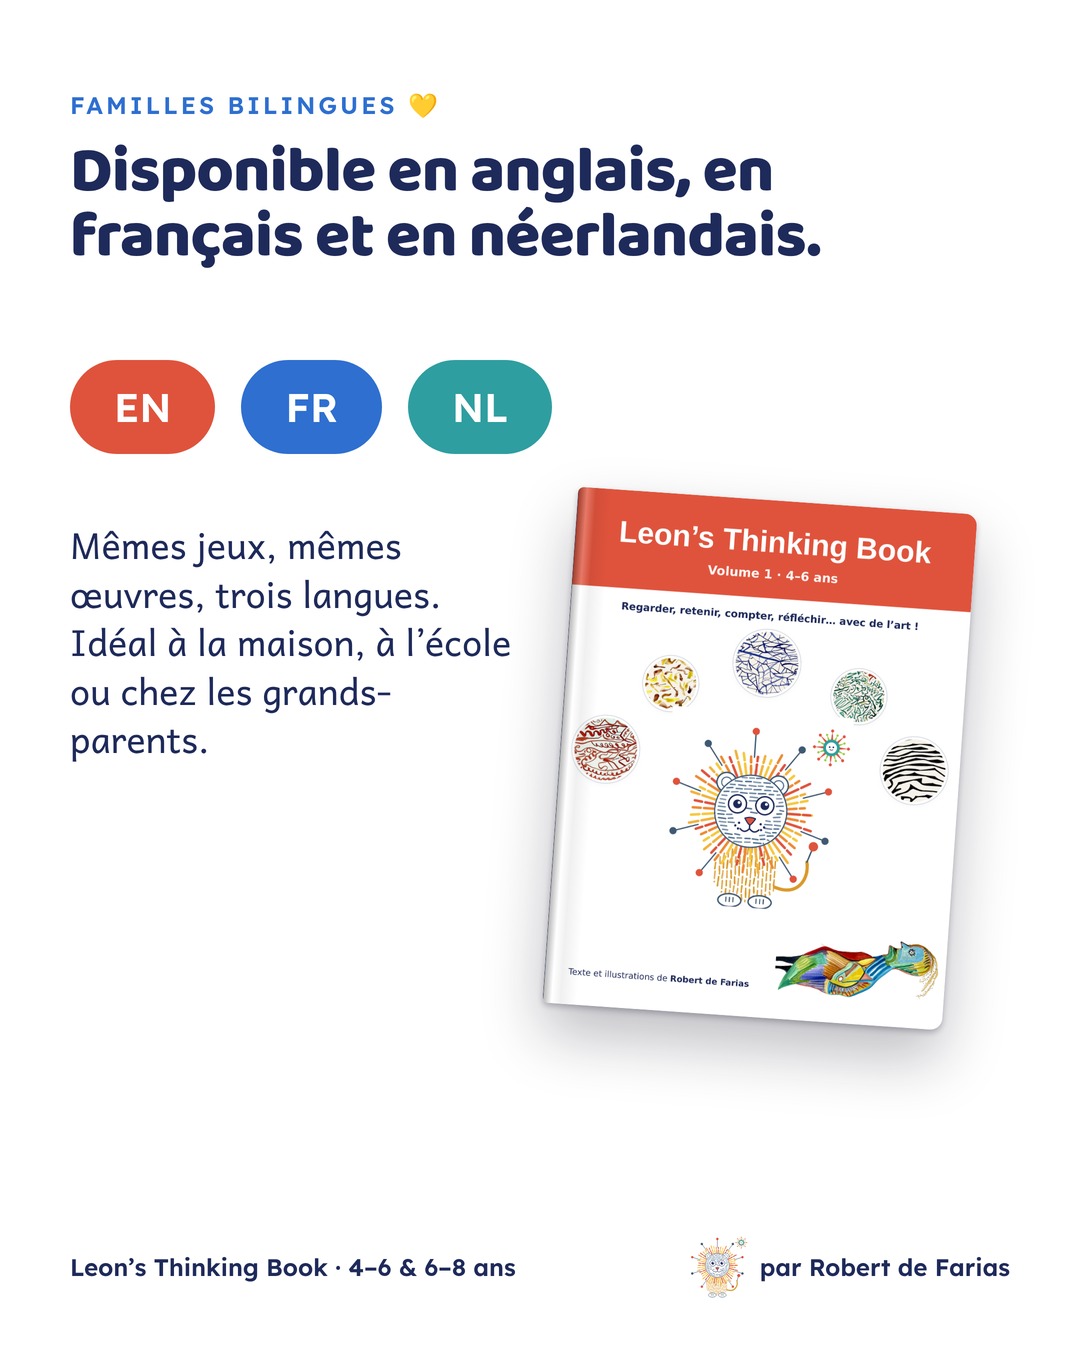 FAMILLES BILINGUES 💛
Disponible en anglais, en
français et en néerlandais.
EN FR NL
Mêmes jeux, mêmes
œuvres, trois langues.
Idéal à la maison, à l’école
ou chez les grands-
parents.
Leon’s Thinking Book
Volume 1 · 4–6 ans
Regarder, retenir, compter, réfléchir… avec de l’art !
Texte et illustrations de Robert de Farias
Leon’s Thinking Book · 4–6 & 6–8 ans
par Robert de Farias